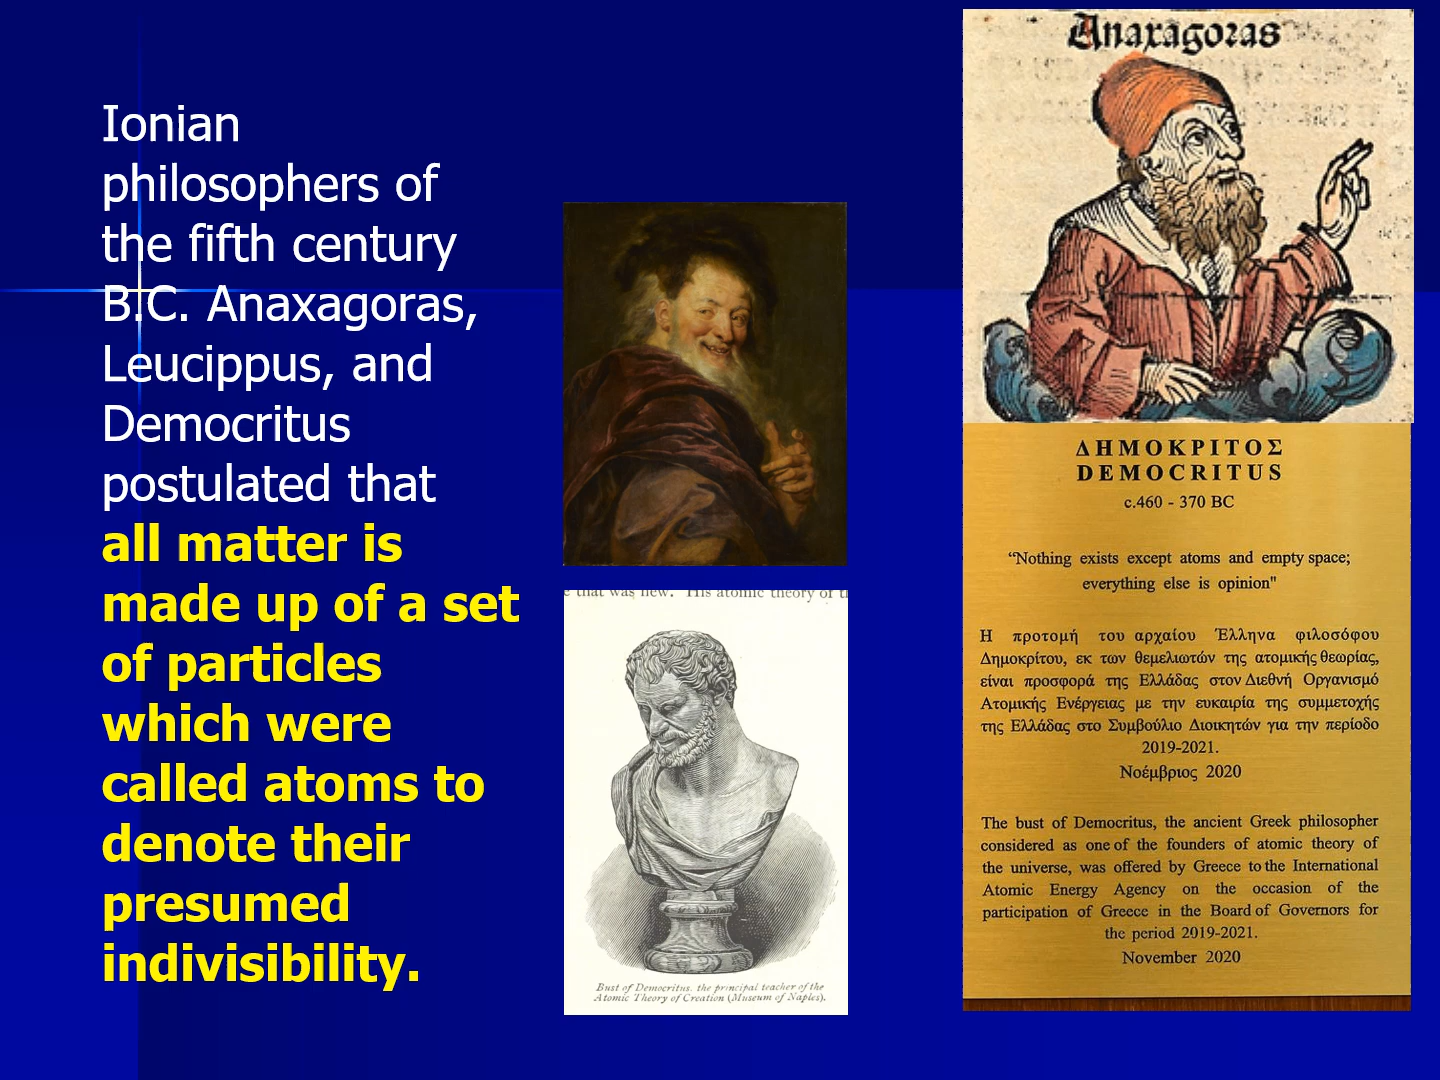 Ionian
philosophers of
the fifth century
B.C. Anaxagoras,
Leucippus, and
Democritus
postulated that
all matter is
made up of a set
of particles
which were
called atoms to
denote their
presumed
indivisibility.
e that was new. His atomic theory of t
Bust of Democritus. the principal teacher of the
Atomic Theory of Creation (Museum of Naples).
Anaxagoras
ΔΗΜΟΚΡΙΤΟΣ
DEMOCRITUS
c.460 - 370 BC
“Nothing exists except atoms and empty space;
everything else is opinion"
Η προτομή του αρχαίου Έλληνα φιλοσόφου
Δημοκρίτου, εκ των θεμελιωτών της ατομικής θεωρίας,
είναι προσφορά της Ελλάδας στον Διεθνή Οργανισμό
Ατομικής Ενέργειας με την ευκαιρία της συμμετοχής
της Ελλάδας στο Συμβούλιο Διοικητών για την περίοδο
2019-2021.
Νοέμβριος 2020
The bust of Democritus, the ancient Greek philosopher
considered as one of the founders of atomic theory of
the universe, was offered by Greece to the International
Atomic Energy Agency on the occasion of the
participation of Greece in the Board of Governors for
the period 2019-2021.
November 2020